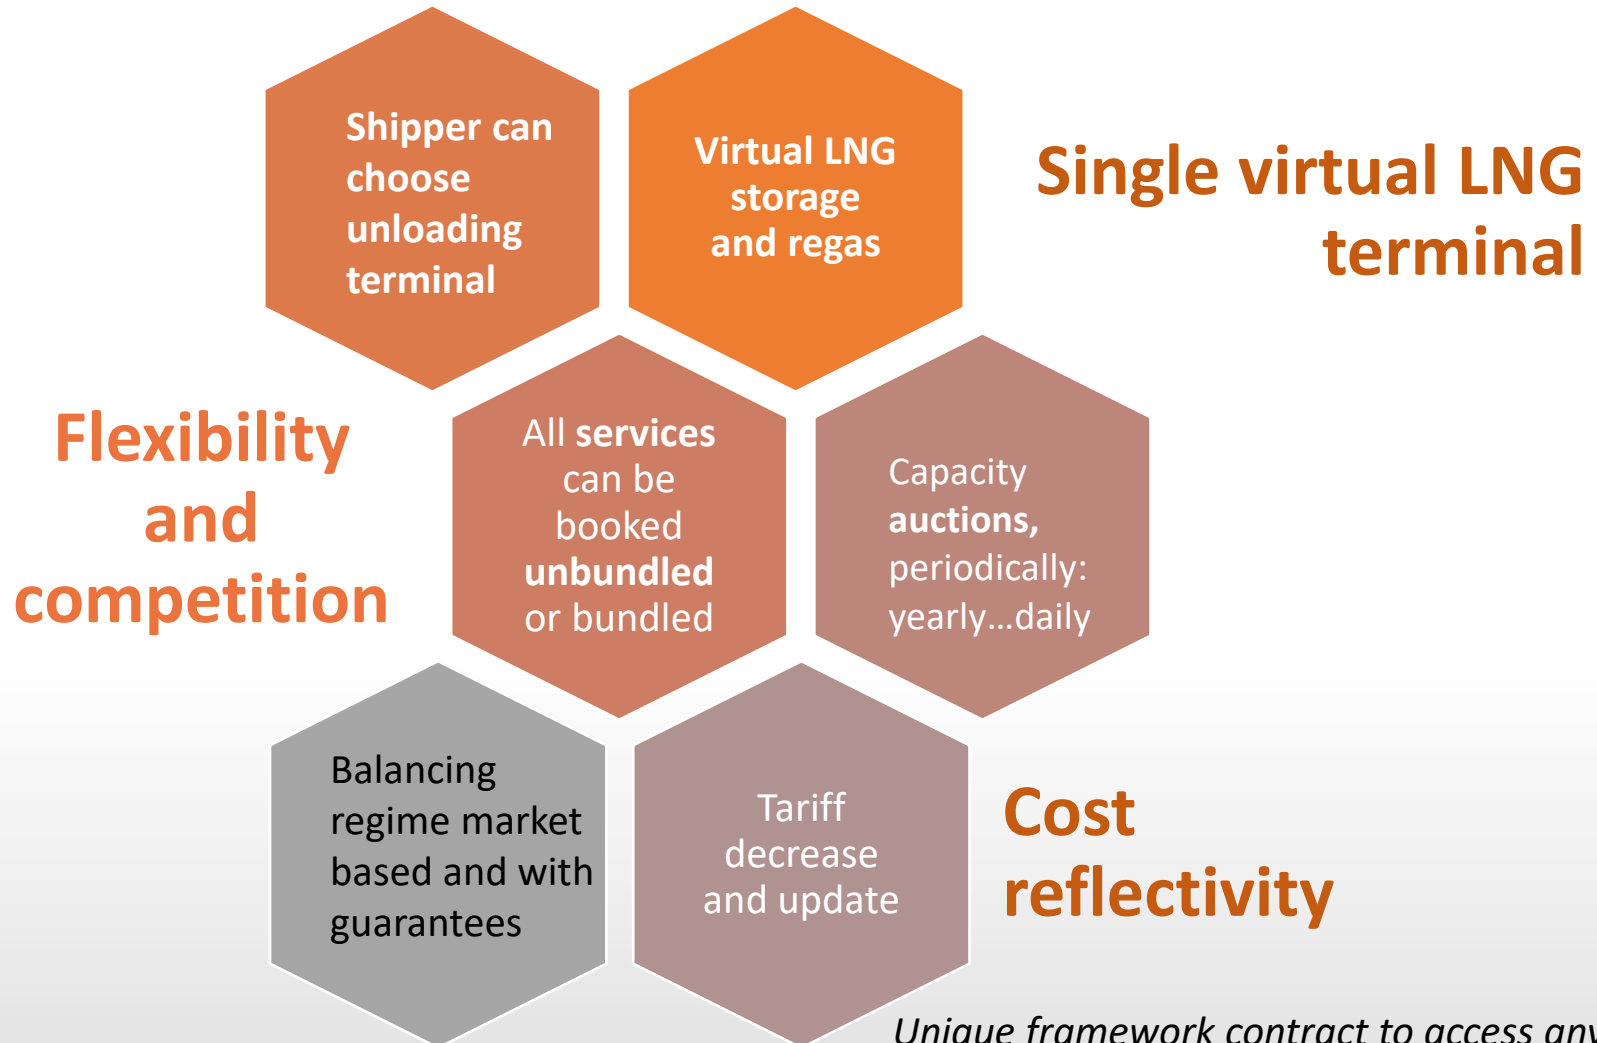 Shipper can
choose
unloading
terminal
Virtual LNG
storage
and regas
Single virtual LNG
terminal
Flexibility
and
competition
All services
can be
booked
unbundled
or bundled
Capacity
auctions,
periodically:
yearly...daily
Balancing
regime market
based and with
guarantees
Tariff
decrease
and update
Cost
reflectivity
Unique framework contract to access any